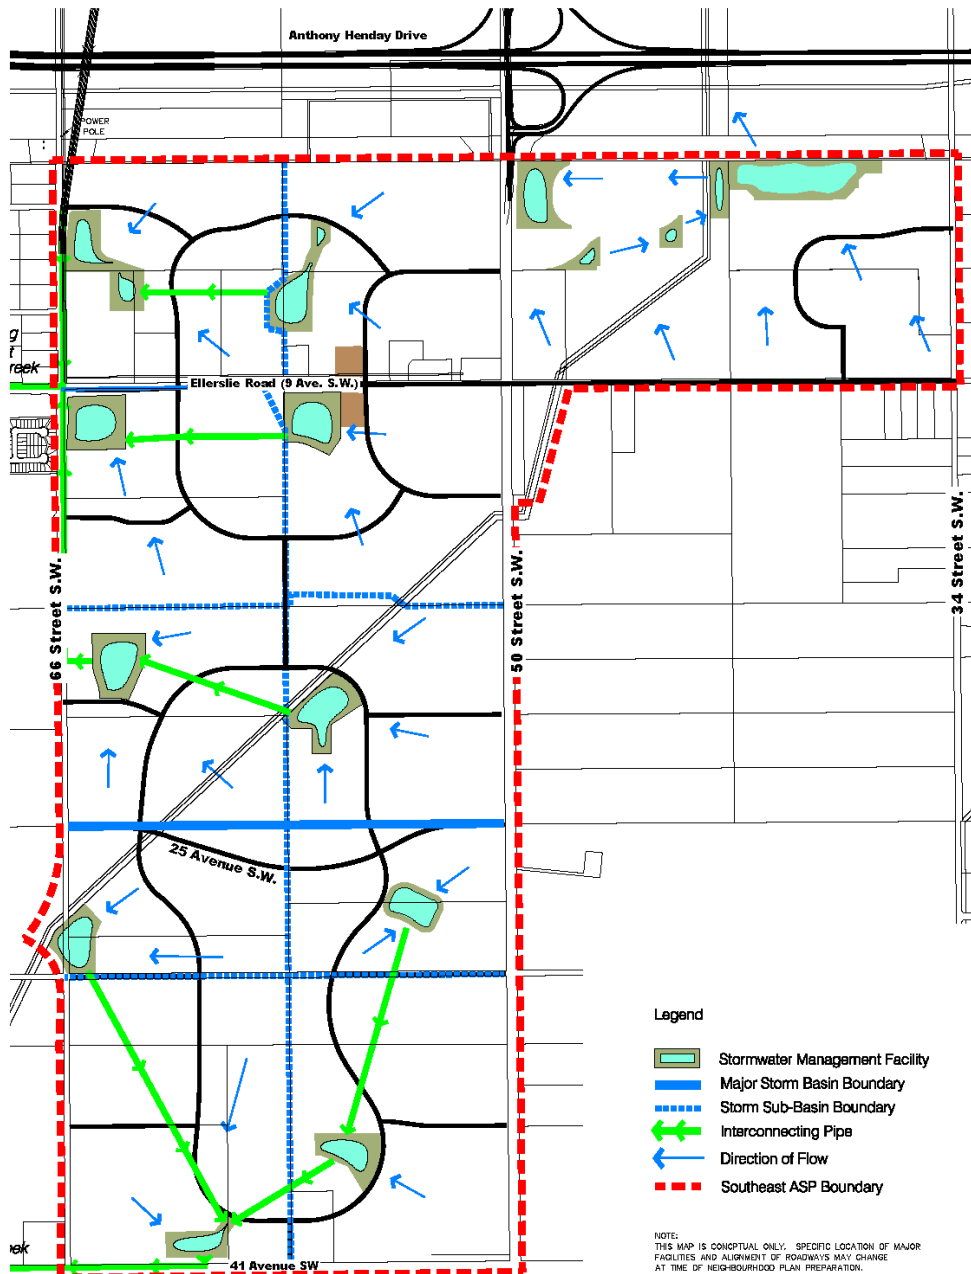 Anthony Henday Drive
POWER
POLE
reek
Ellerslie Road (9 Ave. S.W.)
66 Street S.W.
50 Street S.W.
34 Street S.W.
25 Avenue S.W.
Legend
Stormwater Management Facility
Major Storm Basin Boundary
Storm Sub-Basin Boundary
Interconnecting Pipe
Direction of Flow
Southeast ASP Boundary
NOTE:
THIS MAP IS CONCPTUAL ONLY. SPECIFIC LOCATION OF MAJOR
FACILITIES AND ALIGNMENT OF ROADWAYS MAY CHANGE
AT TIME OF NEIGHBOURHOOD PLAN PREPARATION.
eek
41 Avenue SW